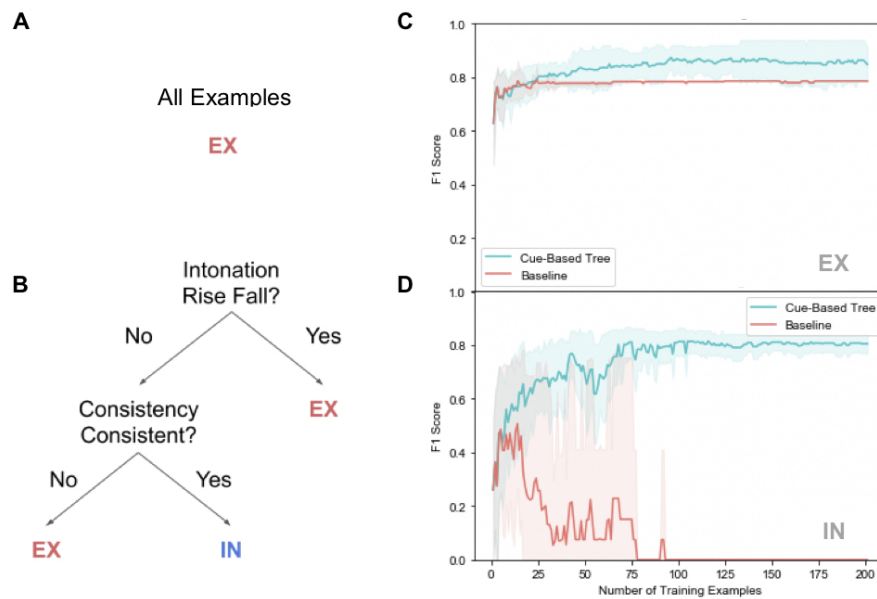 A
All Examples
EX
B
Intonation
Rise Fall?
No
Yes
Consistency
Consistent?
EX
No
Yes
EX
IN
C
1.0
0.8
0.6
0.4
0.2
F1 Score
Cue-Based Tree
Baseline
EX
D
1.0
0.8
0.6
0.4
0.2
0.0
F1 Score
Cue-Based Tree
Baseline
IN
0
25
50
75
100
125
150
175
200
Number of Training Examples